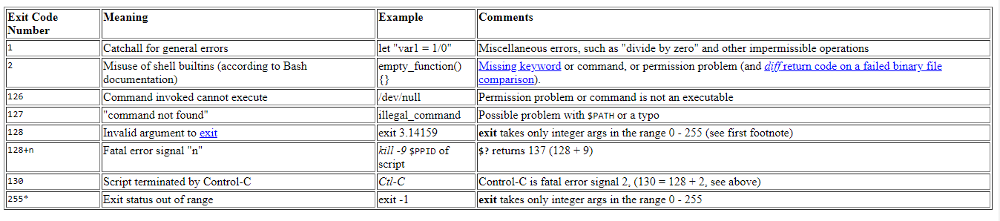 Exit Code Number Meaning Example Comments
1 Catchall for general errors let "var1 = 1/0" Miscellaneous errors, such as "divide by zero" and other impermissible operations
2 Misuse of shell builtins (according to Bash documentation) empty_function() {} Missing keyword or command, or permission problem (and diff return code on a failed binary file comparison).
126 Command invoked cannot execute /dev/null Permission problem or command is not an executable
127 "command not found" illegal_command Possible problem with $PATH or a typo
128 Invalid argument to exit exit 3.14159 exit takes only integer args in the range 0 - 255 (see first footnote)
128+n Fatal error signal "n" kill -9 $PPID of script $? returns 137 (128 + 9)
130 Script terminated by Control-C Ctl-C Control-C is fatal error signal 2, (130 = 128 + 2, see above)
255* Exit status out of range exit -1 exit takes only integer args in the range 0 - 255